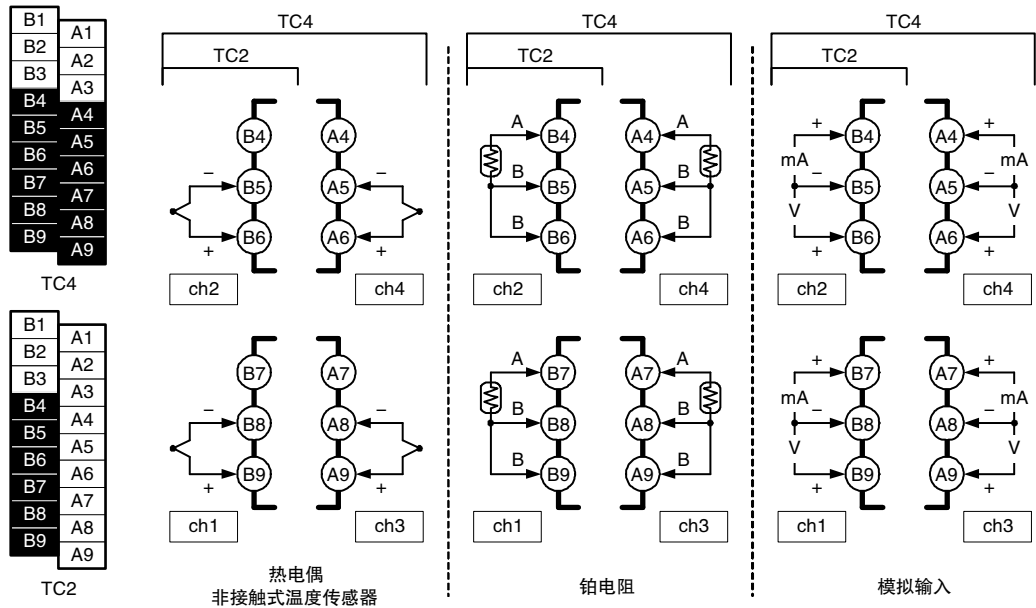 B1
B2
B3
B4
B5
B6
B7
B8
B9
A1
A2
A3
A4
A5
A6
A7
A8
A9
TC4
B1
B2
B3
B4
B5
B6
B7
B8
B9
A1
A2
A3
A4
A5
A6
A7
A8
A9
TC2
TC4
TC2
B4
A4
−
B5
A5
−
B6
A6
+
+
ch2
ch4
B7
A7
−
B8
A8
−
B9
A9
+
+
ch1
ch3
热电偶
非接触式温度传感器
TC4
TC2
A
B4
A4
A
B
B5
A5
B
B
B6
A6
B
ch2
ch4
A
B7
A7
A
B
B8
A8
B
B
B9
A9
B
ch1
ch3
铂电阻
TC4
TC2
+
B4
A4
+
mA
−
B5
A5
−
mA
V
V
B6
A6
+
+
ch2
ch4
+
B7
A7
+
mA
−
B8
A8
−
mA
V
V
B9
A9
+
+
ch1
ch3
模拟输入